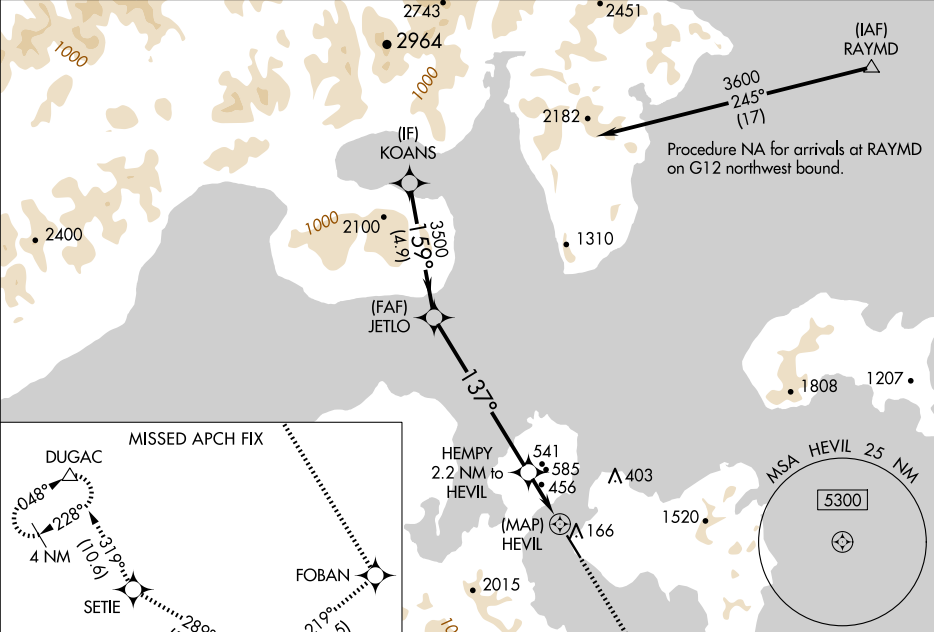 2743
2451
2964
1000
1000
(IAF)
RAYMD
3600
245°
(17)
2182
Procedure NA for arrivals at RAYMD
on G12 northwest bound.
(IF)
KOANS
1000
2100
3500
159°
(4.9)
2400
1310
(FAF)
JETLO
137°
1808
1207
MISSED APCH FIX
DUGAC
048°
228°
4 NM
319°
(10.6)
SETIE
289°
FOBAN
219°
HEMPY
2.2 NM to
HEVIL
541
585
456
403
(MAP)
HEVIL
166
1520
2015
MSA HEVIL 25 NM
5300